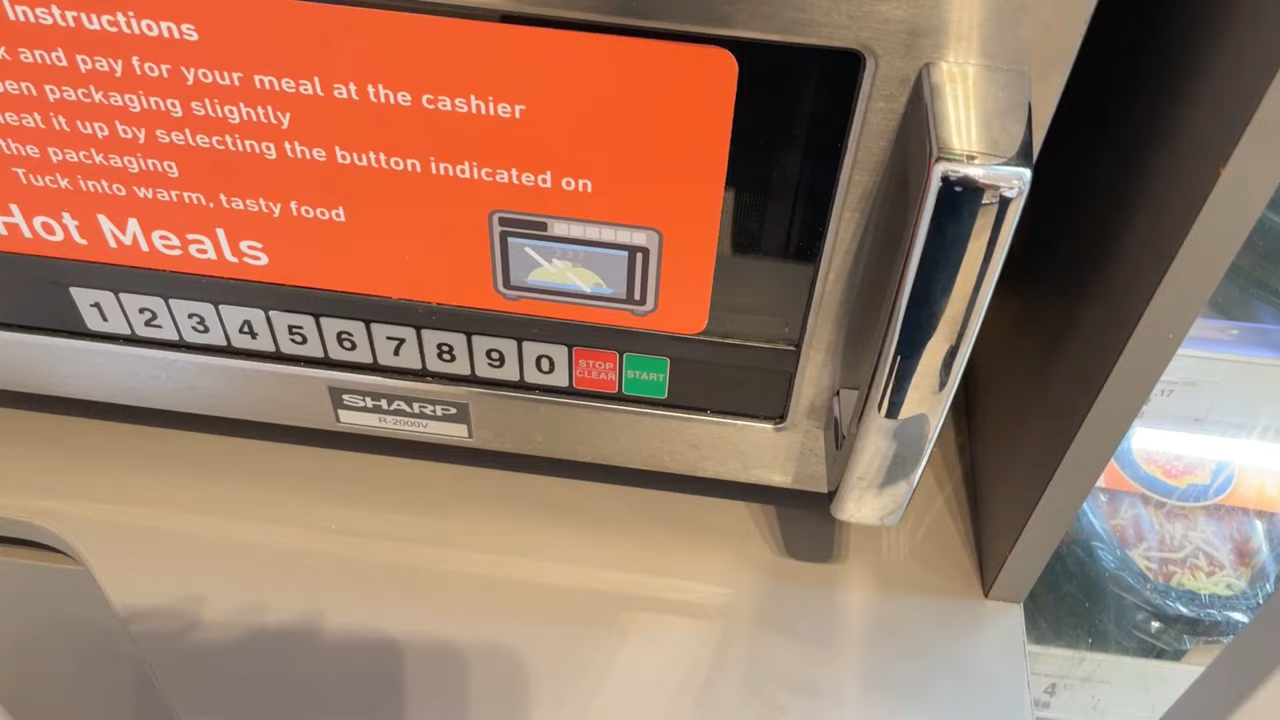 Instructions
and pay for your meal at the cashier
packaging slightly
it up by selecting the button indicated on
the packaging
Tuck into warm, tasty food
Hot Meals
1 2 3 4 5 6 7 8 9 0 STOP CLEAR START
SHARP
R-2000V
.17
4